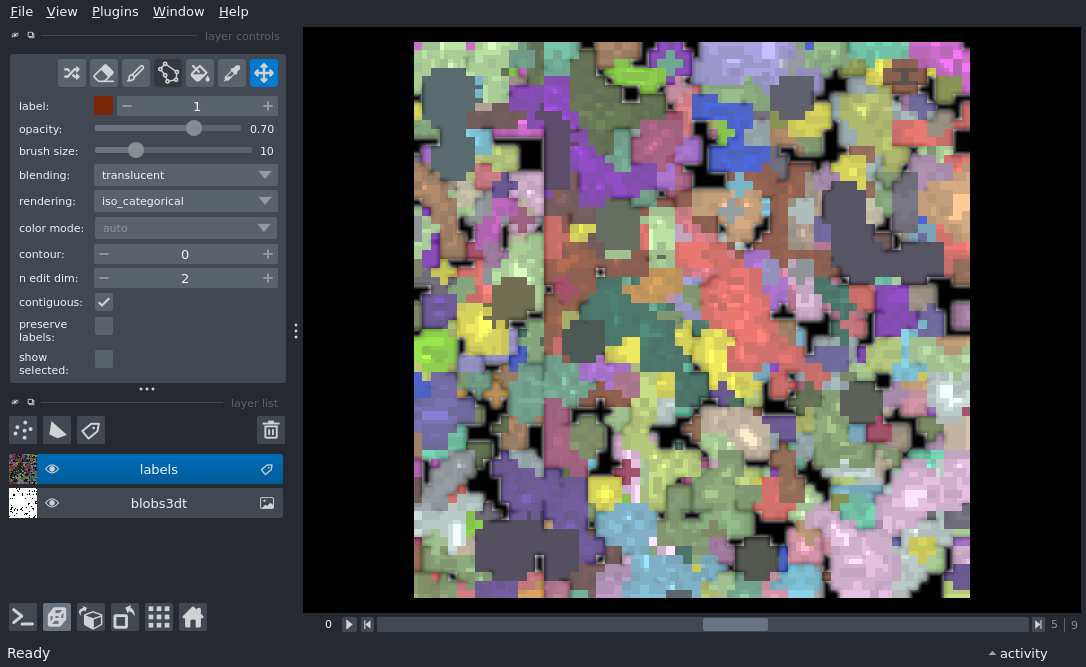 File View Plugins Window Help
layer controls
label: 1
opacity: 0.70
brush size: 10
blending: translucent
rendering: iso_categorical
color mode: auto
contour: 0
n edit dim: 2
contiguous:
preserve
labels:
show
selected:
layer list
labels
blobs3dt
0 5 9
Ready activity